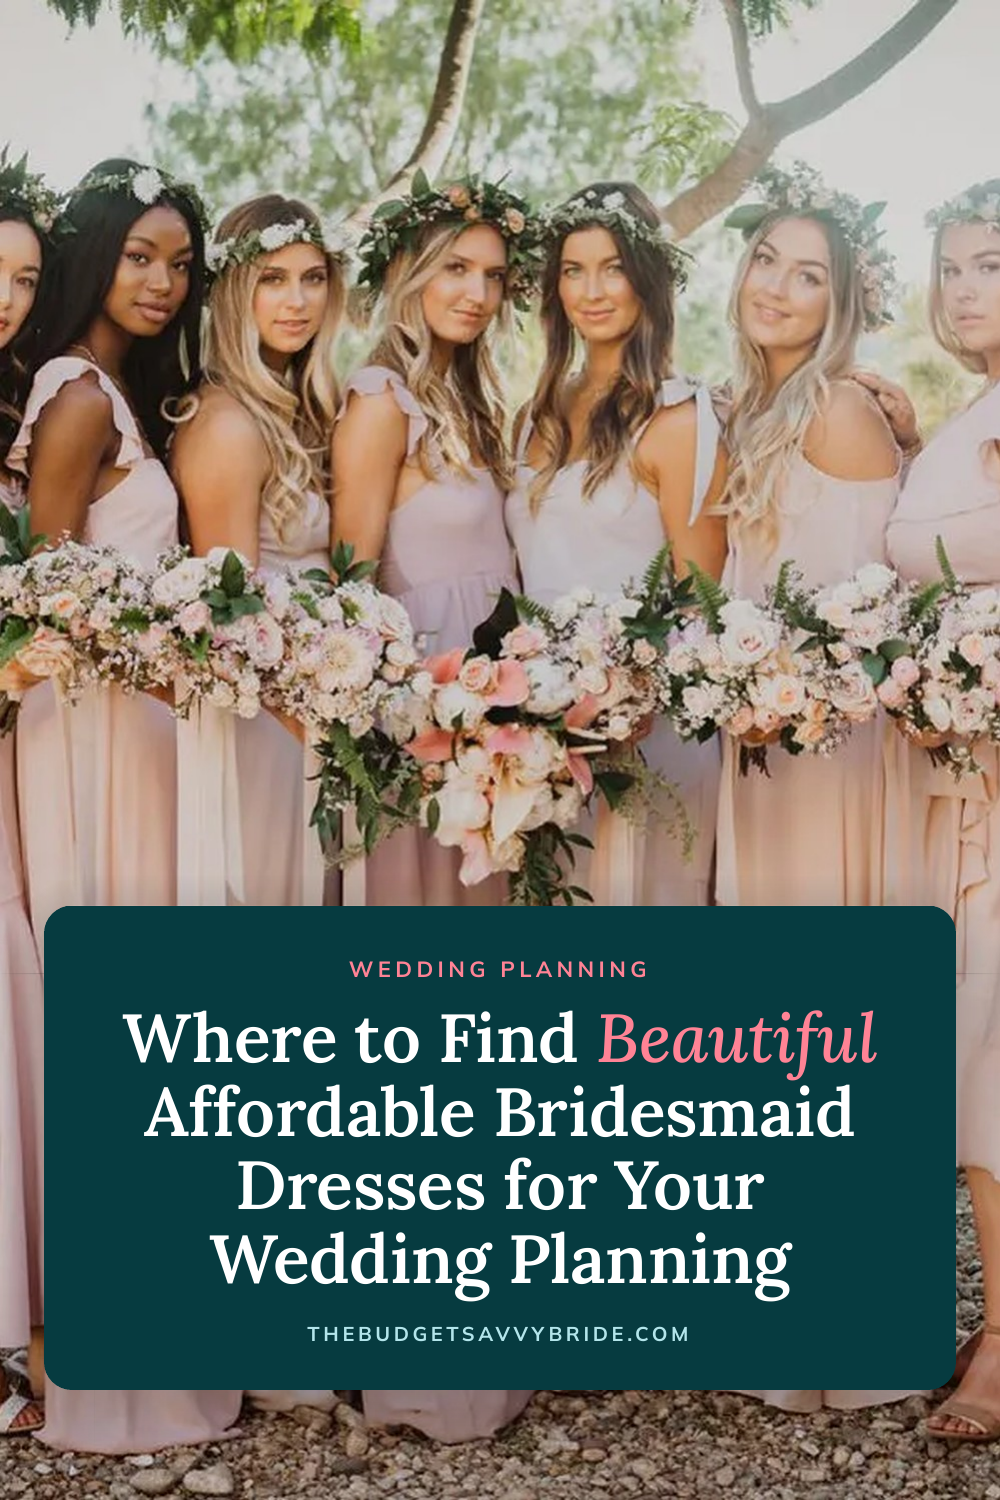 WEDDING PLANNING
Where to Find Beautiful
Affordable Bridesmaid
Dresses for Your
Wedding Planning
THEBUDGETSAVVYBRIDE.COM